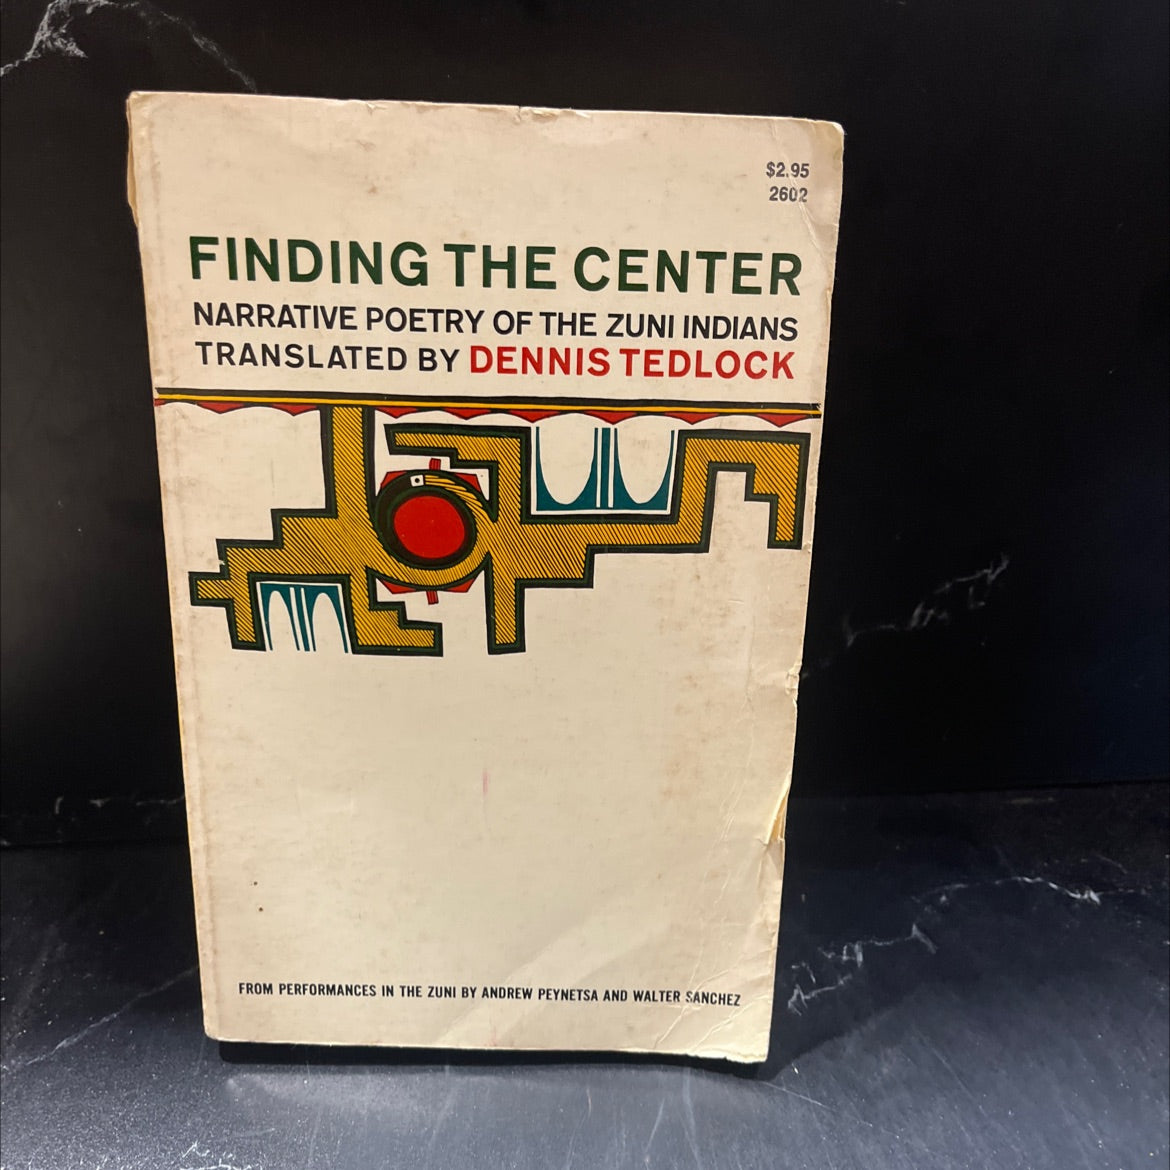 $2.95
2602
FINDING THE CENTER
NARRATIVE POETRY OF THE ZUNI INDIANS
TRANSLATED BY DENNIS TEDLOCK
FROM PERFORMANCES IN THE ZUNI BY ANDREW PEYNETSA AND WALTER SANCHEZ